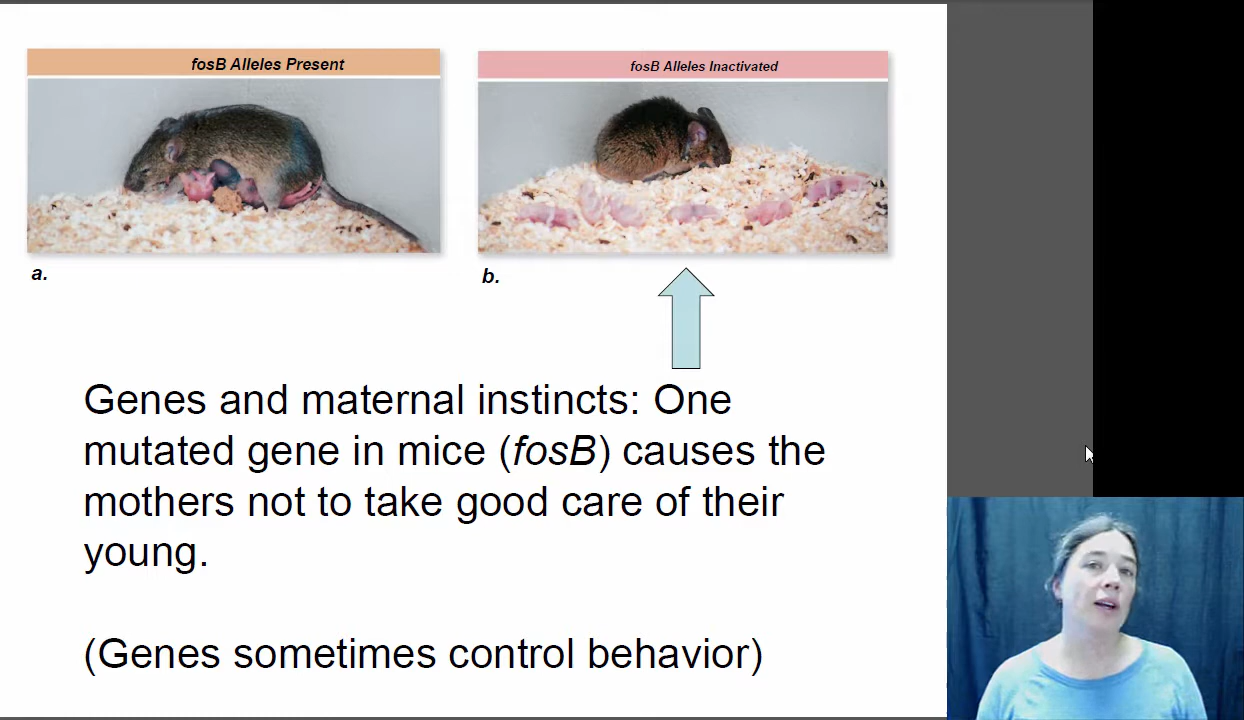 fosB Alleles Present
fosB Alleles Inactivated
a.
b.
Genes and maternal instincts: One
mutated gene in mice (fosB) causes the
mothers not to take good care of their
young.
(Genes sometimes control behavior)